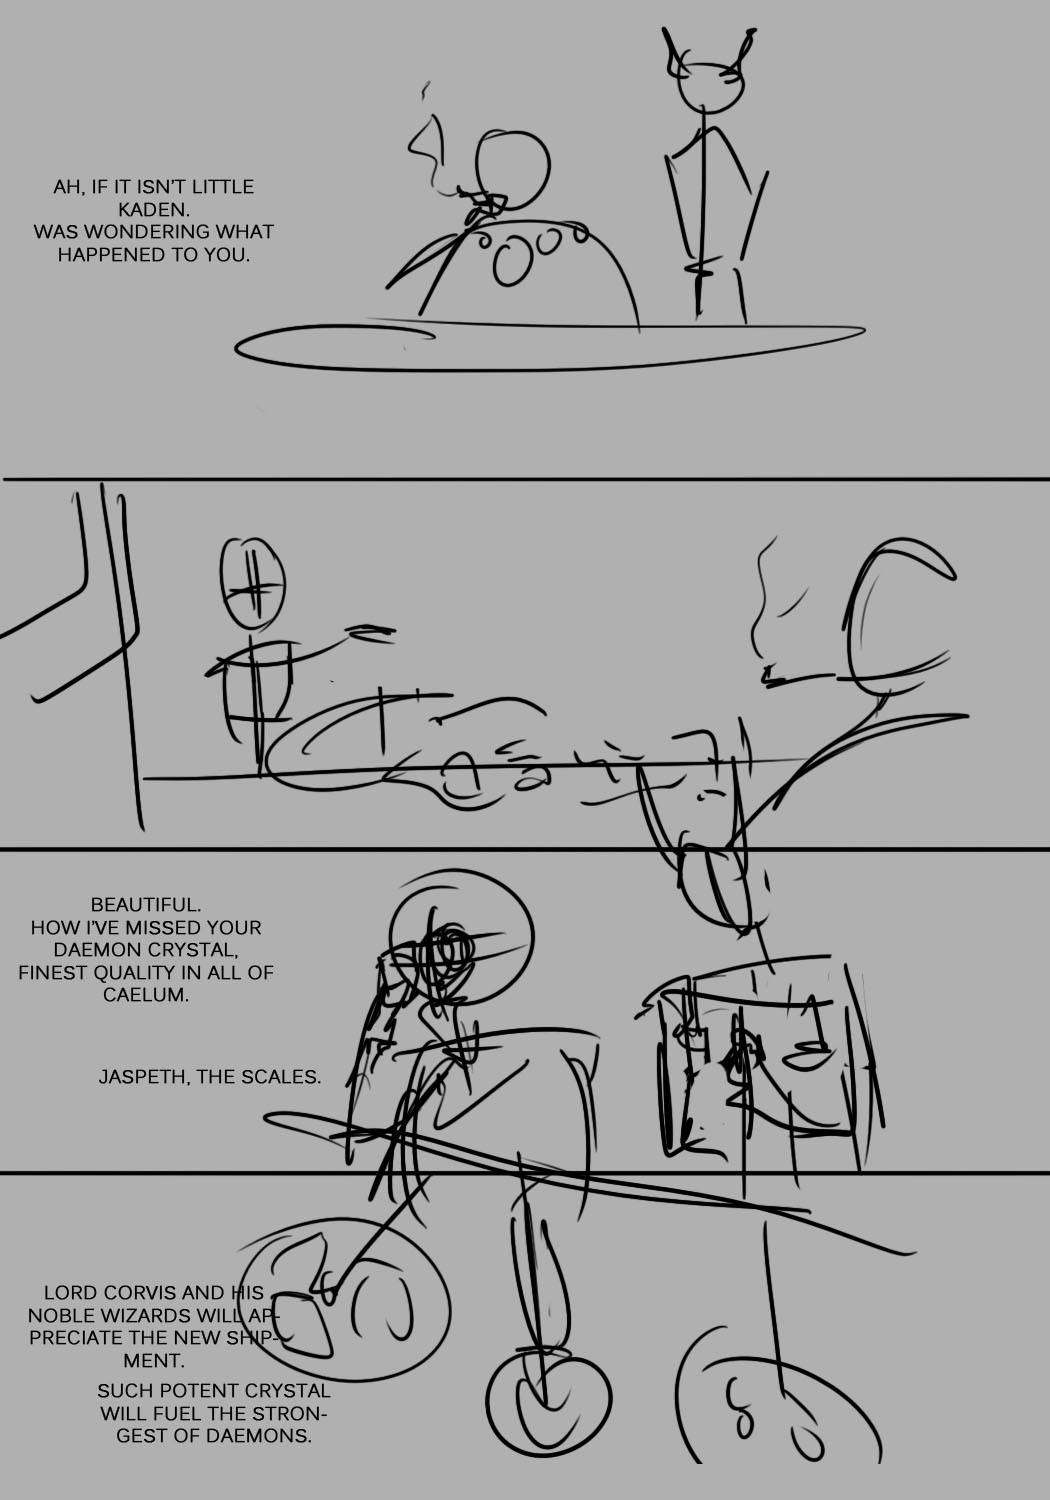 AH, IF IT ISN'T LITTLE
KADEN.
WAS WONDERING WHAT
HAPPENED TO YOU.
BEAUTIFUL.
HOW I'VE MISSED YOUR
DAEMON CRYSTAL,
FINEST QUALITY IN ALL OF
CAELUM.
JASPETH, THE SCALES.
LORD CORVIS AND HIS
NOBLE WIZARDS WILL AP-
PRECIATE THE NEW SHIP-
MENT.
SUCH POTENT CRYSTAL
WILL FUEL THE STRON-
GEST OF DAEMONS.